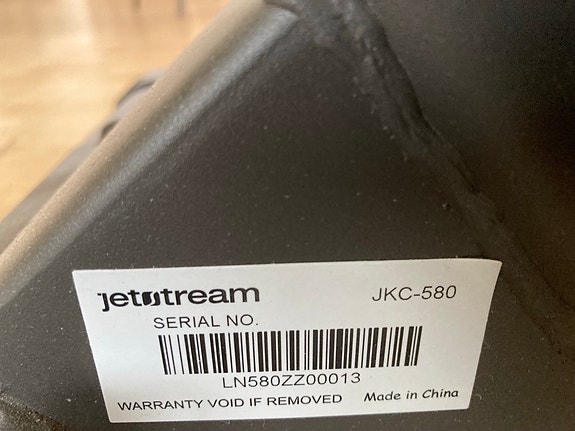 jetstream JKC-580
SERIAL NO.
LN580ZZ00013
WARRANTY VOID IF REMOVED Made in China